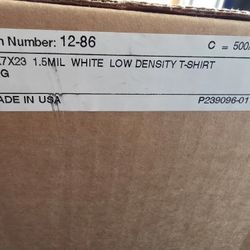 n Number: 12-86 C = 500/
.7X23 1.5MIL WHITE LOW DENSITY T-SHIRT
G
ADE IN USA P239096-01